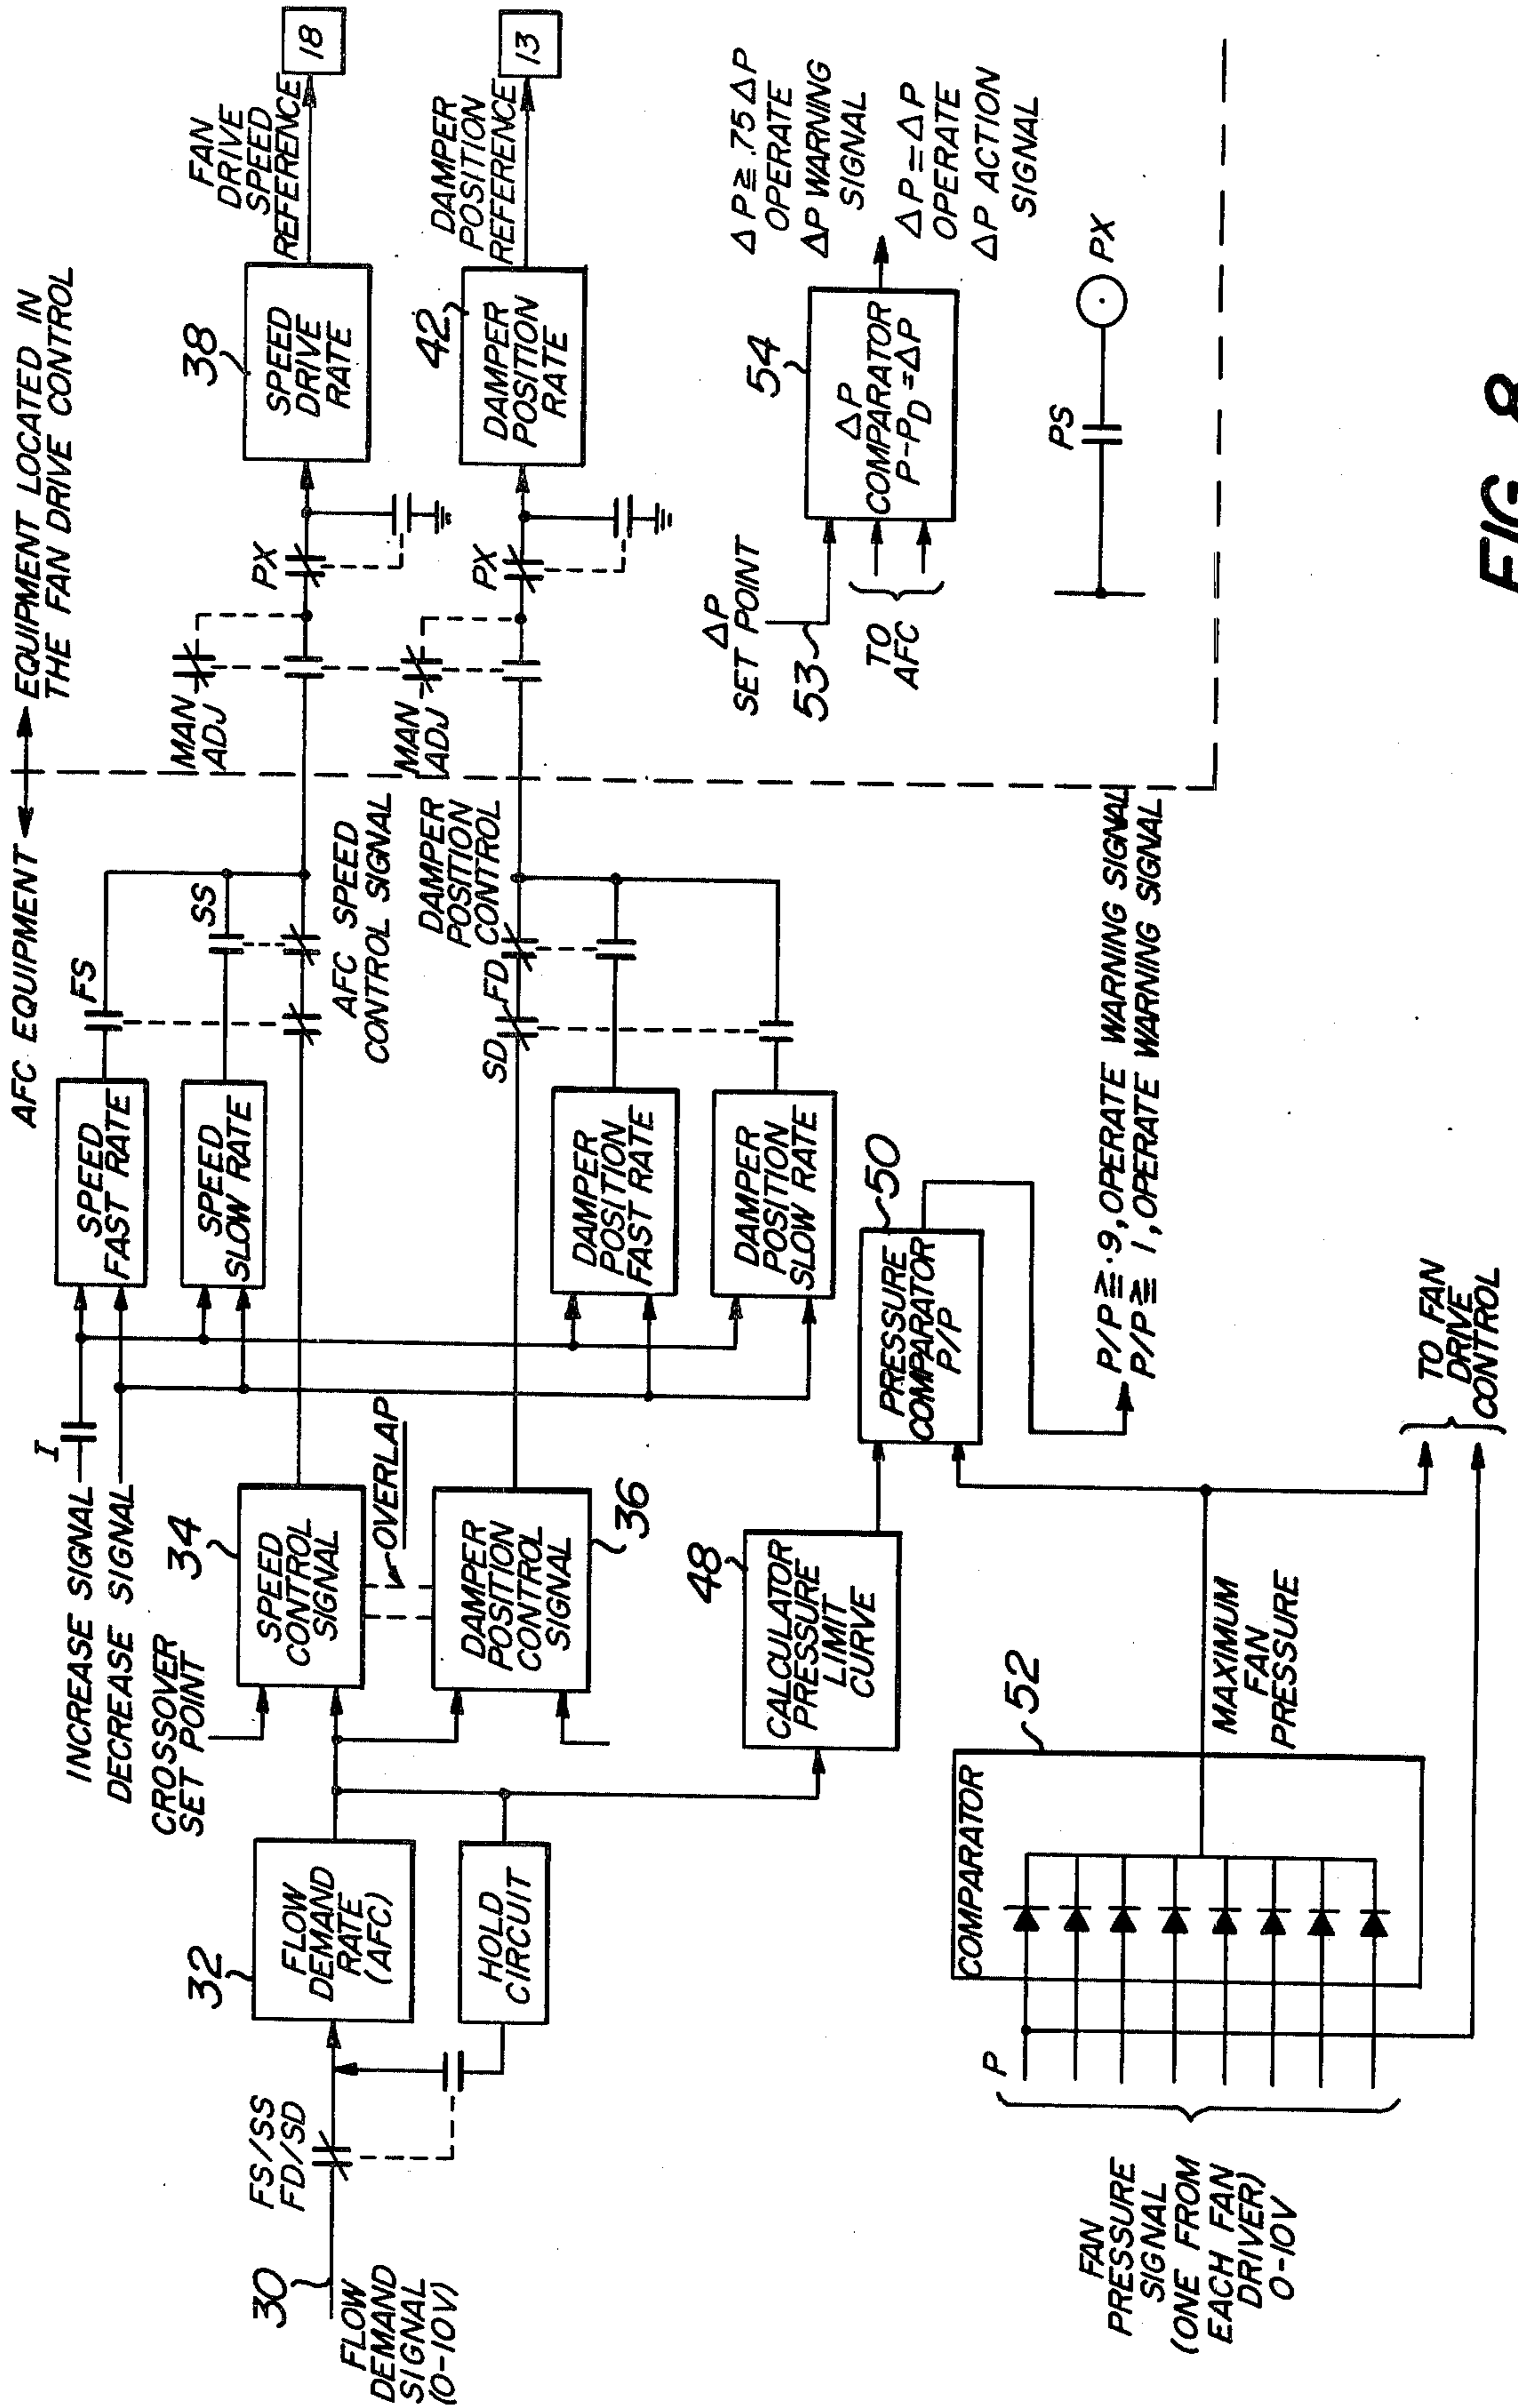 AFC EQUIPMENT
EQUIPMENT LOCATED IN
THE FAN DRIVE CONTROL
INCREASE SIGNAL
I
DECREASE SIGNAL
CROSSOVER
SET POINT
SPEED
FAST RATE
FS
SPEED
SLOW RATE
SS
MAN
ADJ
PX
38
SPEED
DRIVE
RATE
FAN
DRIVE
SPEED
REFERENCE
18
30
FLOW
DEMAND
SIGNAL
(0-10V)
FS/SS
FD/SD
32
FLOW
DEMAND
RATE
(AFC)
HOLD
CIRCUIT
34
SPEED
CONTROL
SIGNAL
OVERLAP
DAMPER
POSITION
CONTROL
SIGNAL
36
AFC SPEED
CONTROL SIGNAL
SD
FD
DAMPER
POSITION
CONTROL
MAN
ADJ
PX
42
DAMPER
POSITION
RATE
DAMPER
POSITION
REFERENCE
13
DAMPER
POSITION
FAST RATE
DAMPER
POSITION
SLOW RATE
48
CALCULATOR
PRESSURE
LIMIT
CURVE
50
PRESSURE
COMPARATOR
P/P
P/P ≧ .9, OPERATE WARNING SIGNAL
P/P ≧ 1, OPERATE WARNING SIGNAL
ΔP
SET POINT
53
TO
AFC
54
ΔP
COMPARATOR
P-PD=ΔP
ΔP ≧ .75 ΔP
OPERATE
ΔP WARNING
SIGNAL
ΔP = ΔP
OPERATE
ΔP ACTION
SIGNAL
PS
PX
FAN
PRESSURE
SIGNAL
(ONE FROM
EACH FAN
DRIVER)
0-10V
P
COMPARATOR
52
MAXIMUM
FAN
PRESSURE
TO FAN
DRIVE
CONTROL
FIG. 8